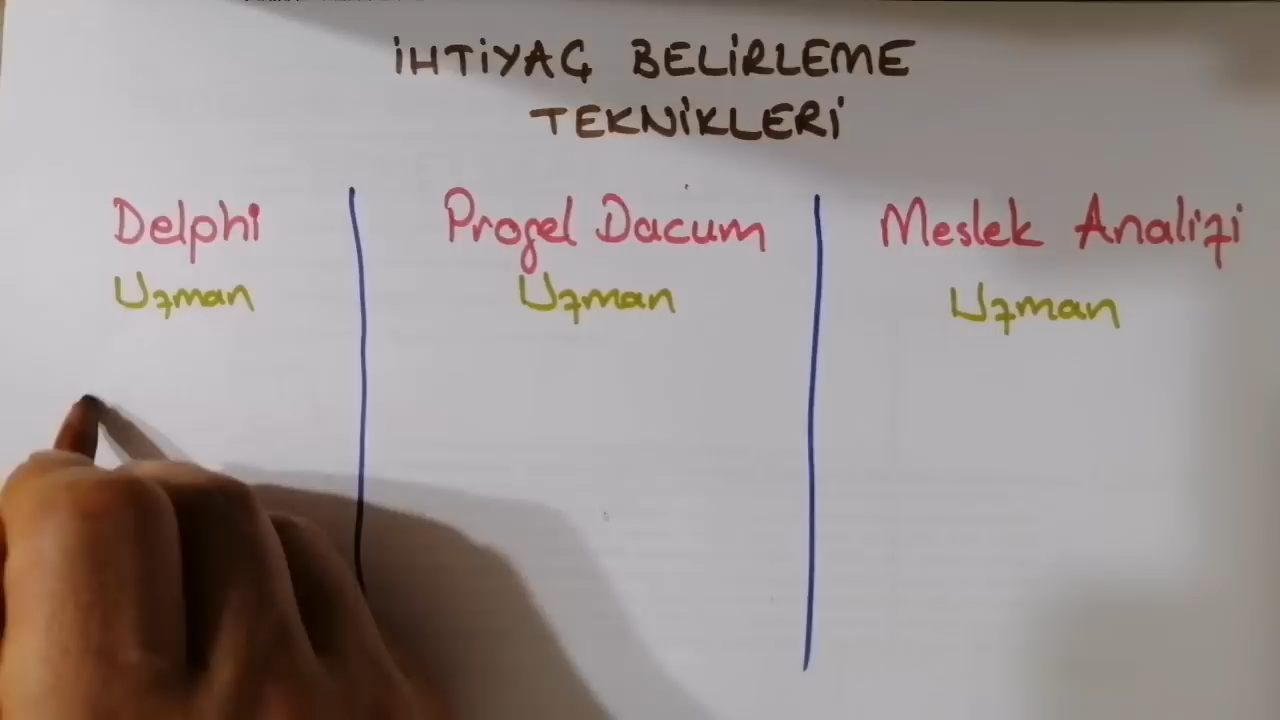 İHTİYAÇ BELİRLEME
TEKNİKLERİ
Delphi
Uzman
Progel Dacum
Uzman
Meslek Analizi
Uzman